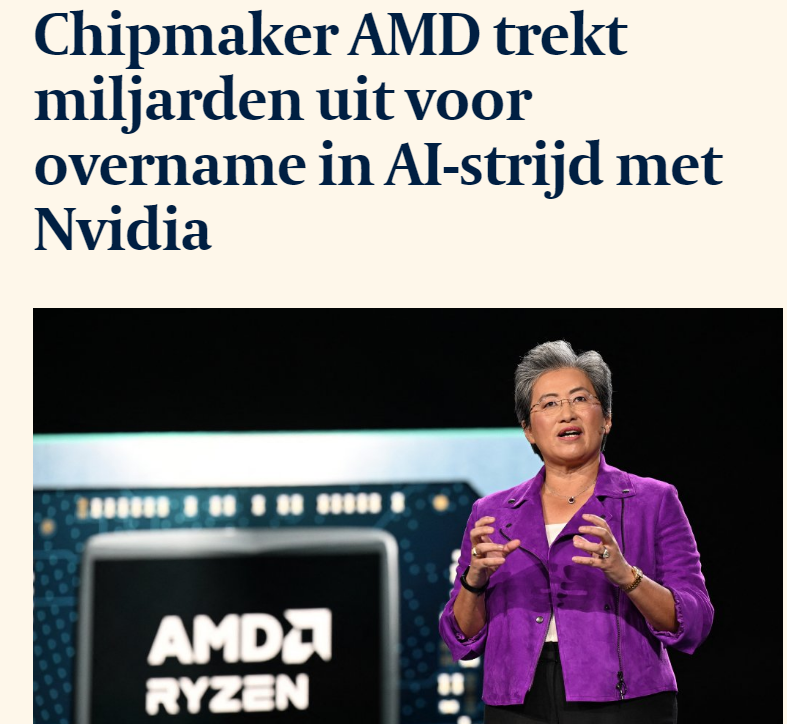 Chipmaker AMD trekt
miljarden uit voor
overname in AI-strijd met
Nvidia
AMD
RYZEN